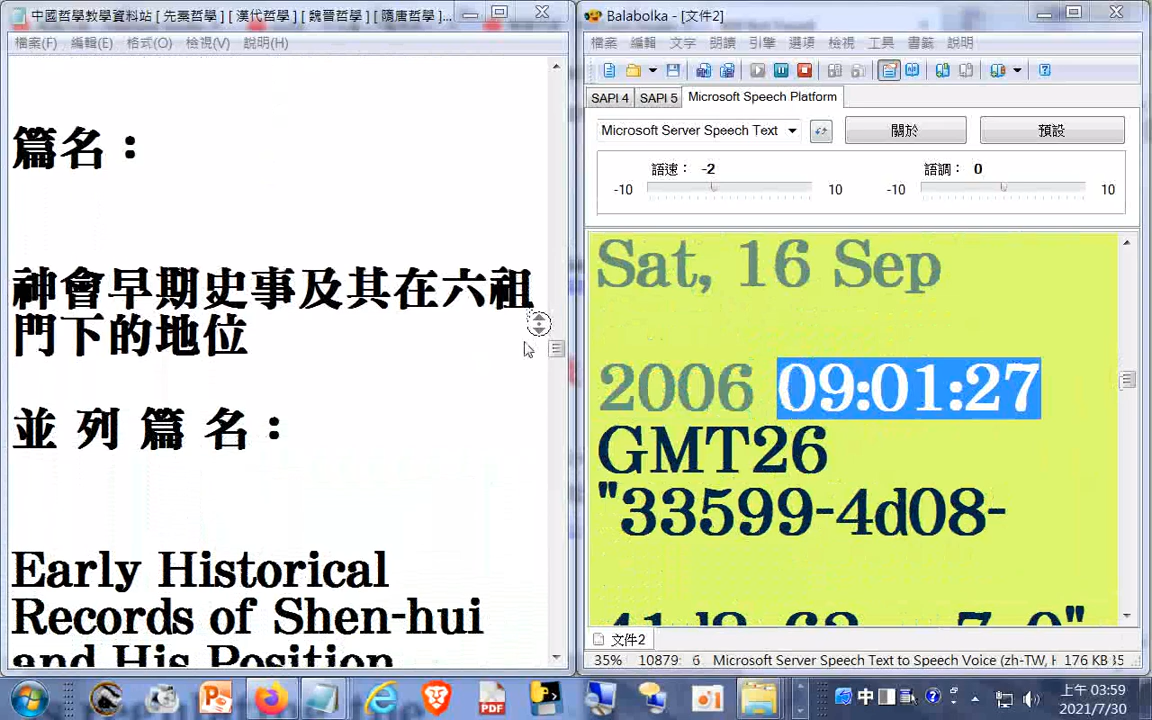 中國哲學教學資料站 [ 先秦哲學 ] [ 漢代哲學 ] [ 魏晉哲學 ] [ 隋唐哲學 ]...
檔案(F) 編輯(E) 格式(O) 檢視(V) 說明(H)
篇名：
神會早期史事及其在六祖
門下的地位
並 列 篇 名：
Early Historical
Records of Shen-hui
and His Position
Balabolka - [文件2]
檔案 編輯 文字 朗讀 引擎 選項 檢視 工具 書籤 說明
SAPI 4 SAPI 5 Microsoft Speech Platform
Microsoft Server Speech Text 關於 預設
語速： -2 語調： 0
-10 10 -10 10
Sat, 16 Sep
2006 09:01:27
GMT26
"33599-4d08-
文件2
35% 10879: 6 Microsoft Server Speech Text to Speech Voice (zh-TW, H 176 KB
PDF 中 上午 03:59
2021/7/30